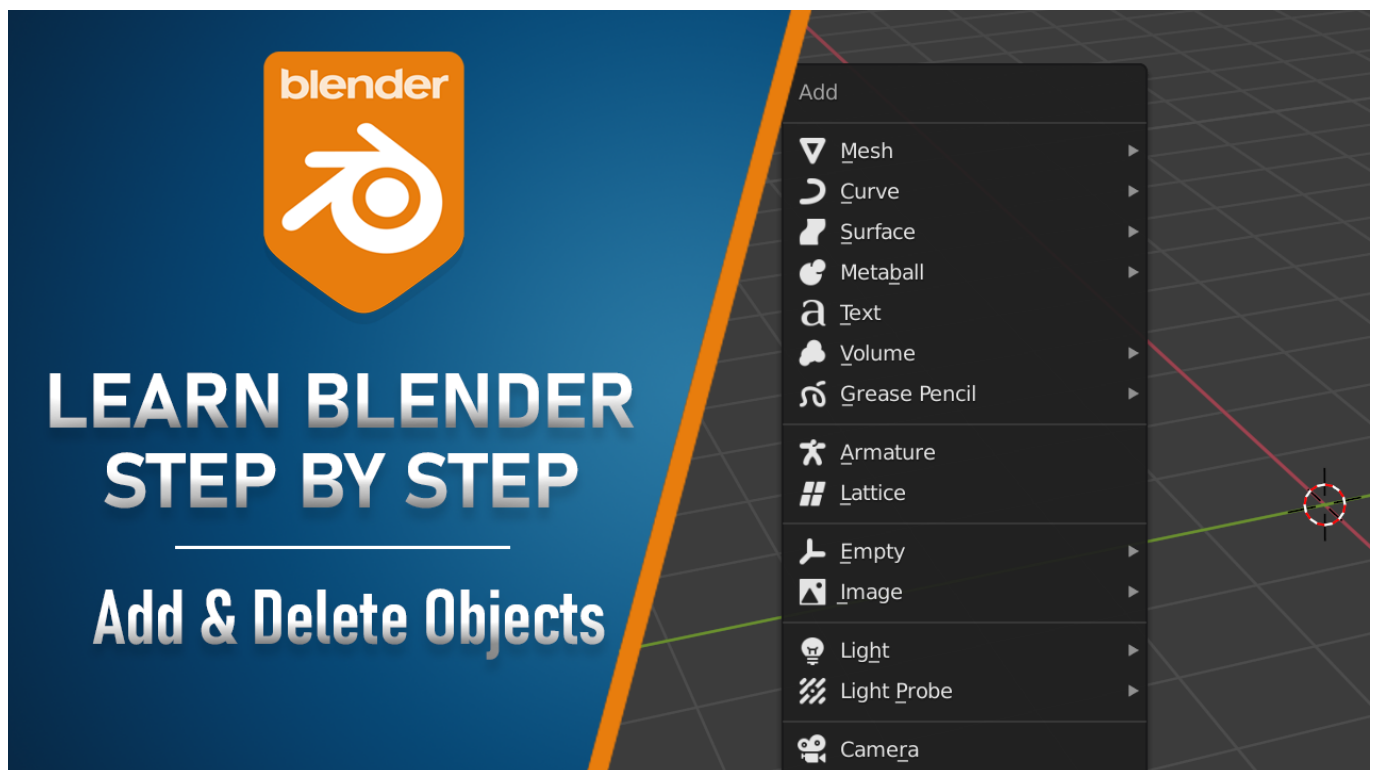 blender
LEARN BLENDER
STEP BY STEP
Add & Delete Objects
Add
Mesh
Curve
Surface
Metaball
Text
Volume
Grease Pencil
Armature
Lattice
Empty
Image
Light
Light Probe
Camera